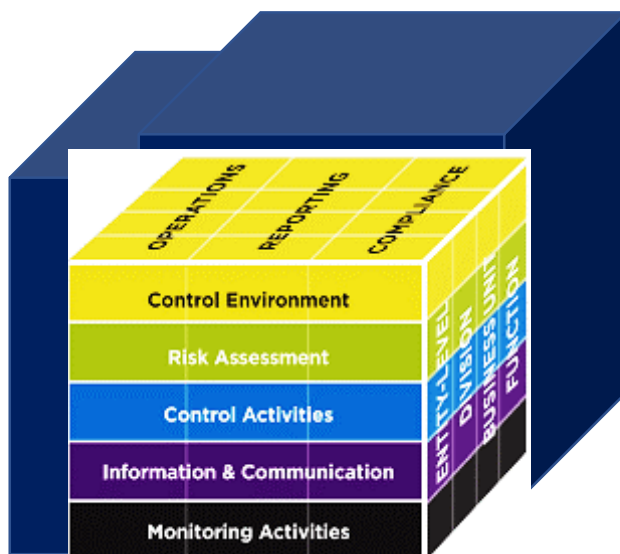 OPERATIONS
REPORTING
COMPLIANCE
Control Environment
Risk Assessment
Control Activities
Information & Communication
Monitoring Activities
ENTITY-LEVEL
DIVISION
BUSINESS UNIT
FUNCTION